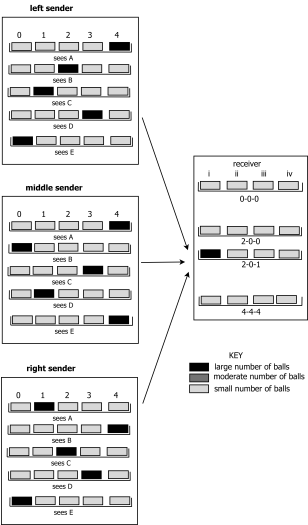 left sender
0 1 2 3 4
sees A
sees B
sees C
sees D
sees E
middle sender
0 1 2 3 4
sees A
sees B
sees C
sees D
sees E
right sender
0 1 2 3 4
sees A
sees B
sees C
sees D
sees E
receiver
i ii iii iv
0-0-0
2-0-0
2-0-1
4-4-4
KEY
large number of balls
moderate number of balls
small number of balls